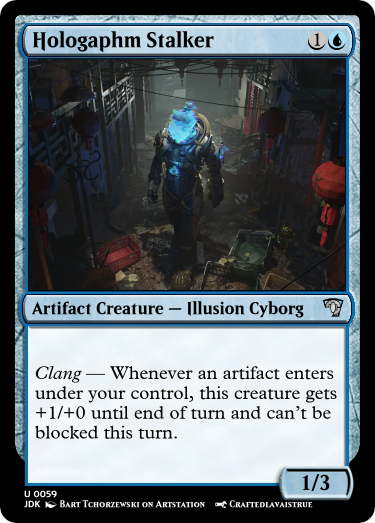 Hologaphm Stalker
1
Artifact Creature — Illusion Cyborg
Clang — Whenever an artifact enters
under your control, this creature gets
+1/+0 until end of turn and can't be
blocked this turn.
1/3
U 0059
JDK Bart Tchorzewski on Artstation Craftedlavaistrue